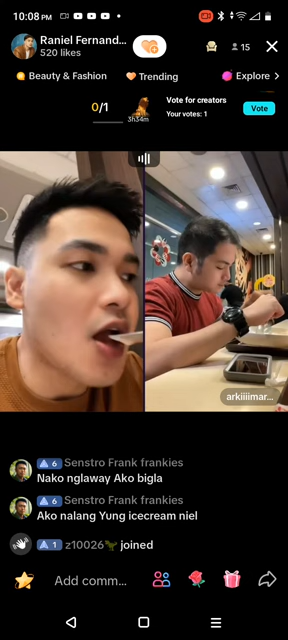 10:08 PM
Raniel Fernand...
520 likes
15
Beauty & Fashion
Trending
Explore
0/1
3h34m
Vote for creators
Your votes: 1
Vote
arkiiiimar...
6 Senstro Frank frankies
Nako nglaway Ako bigla
6 Senstro Frank frankies
Ako nalang Yung icecream niel
1 z10026🦖 joined
Add comm...